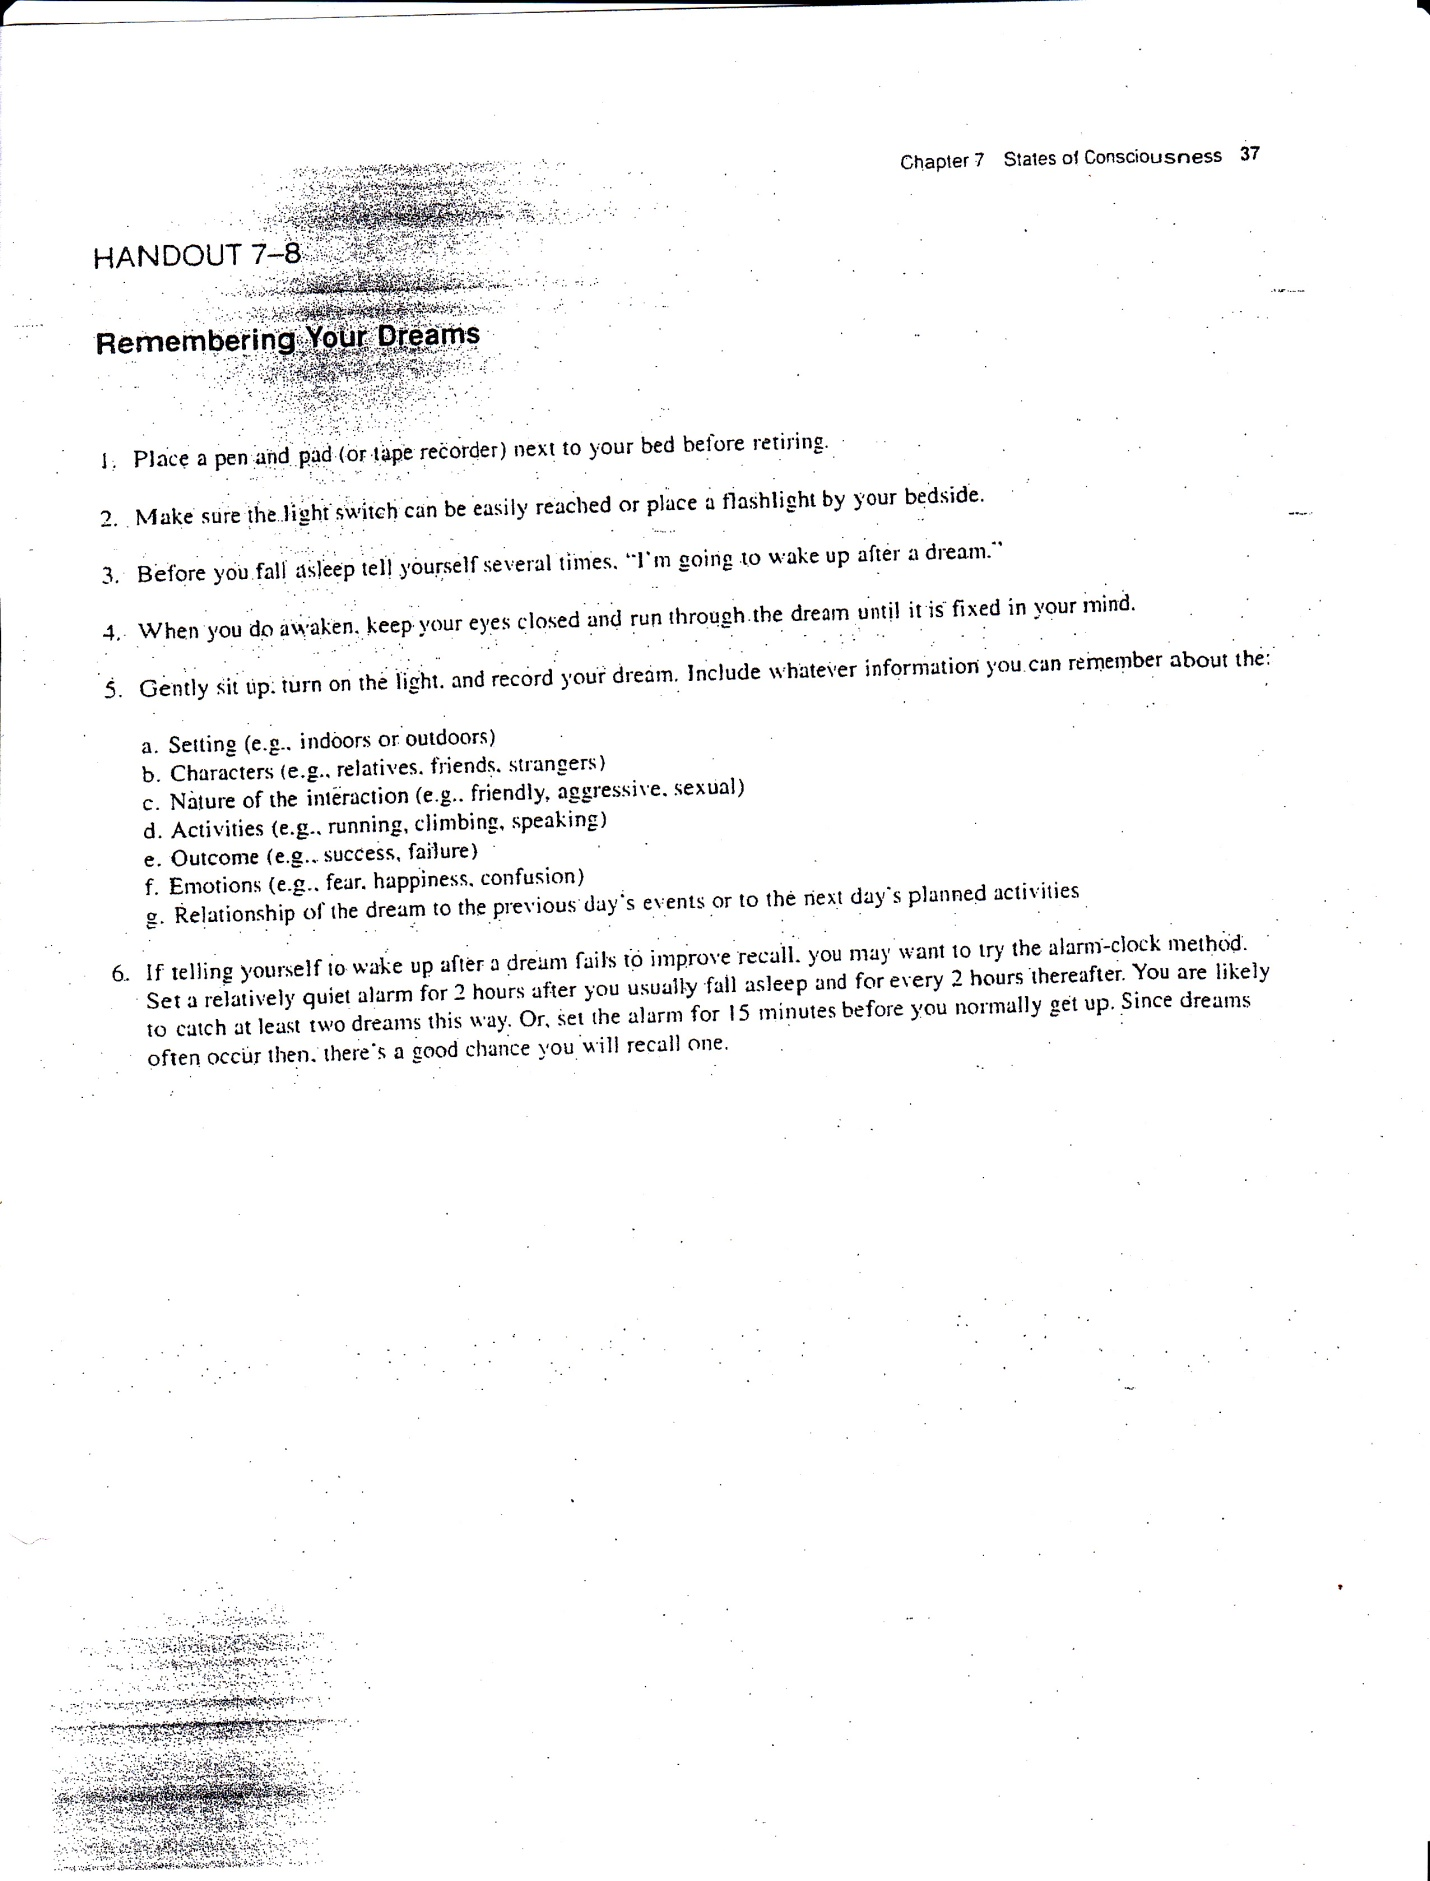 Chapter 7 States of Consciousness 37
HANDOUT 7–8
Remembering Your Dreams
1. Place a pen and pad (or tape recorder) next to your bed before retiring.
2. Make sure the light switch can be easily reached or place a flashlight by your bedside.
3. Before you fall asleep tell yourself several times, "I'm going to wake up after a dream."
4. When you do awaken, keep your eyes closed and run through the dream until it is fixed in your mind.
5. Gently sit up, turn on the light, and record your dream. Include whatever information you can remember about the:
a. Setting (e.g., indoors or outdoors)
b. Characters (e.g., relatives, friends, strangers)
c. Nature of the interaction (e.g., friendly, aggressive, sexual)
d. Activities (e.g., running, climbing, speaking)
e. Outcome (e.g., success, failure)
f. Emotions (e.g., fear, happiness, confusion)
g. Relationship of the dream to the previous day's events or to the next day's planned activities
6. If telling yourself to wake up after a dream fails to improve recall, you may want to try the alarm-clock method.
Set a relatively quiet alarm for 2 hours after you usually fall asleep and for every 2 hours thereafter. You are likely
to catch at least two dreams this way. Or, set the alarm for 15 minutes before you normally get up. Since dreams
often occur then, there's a good chance you will recall one.